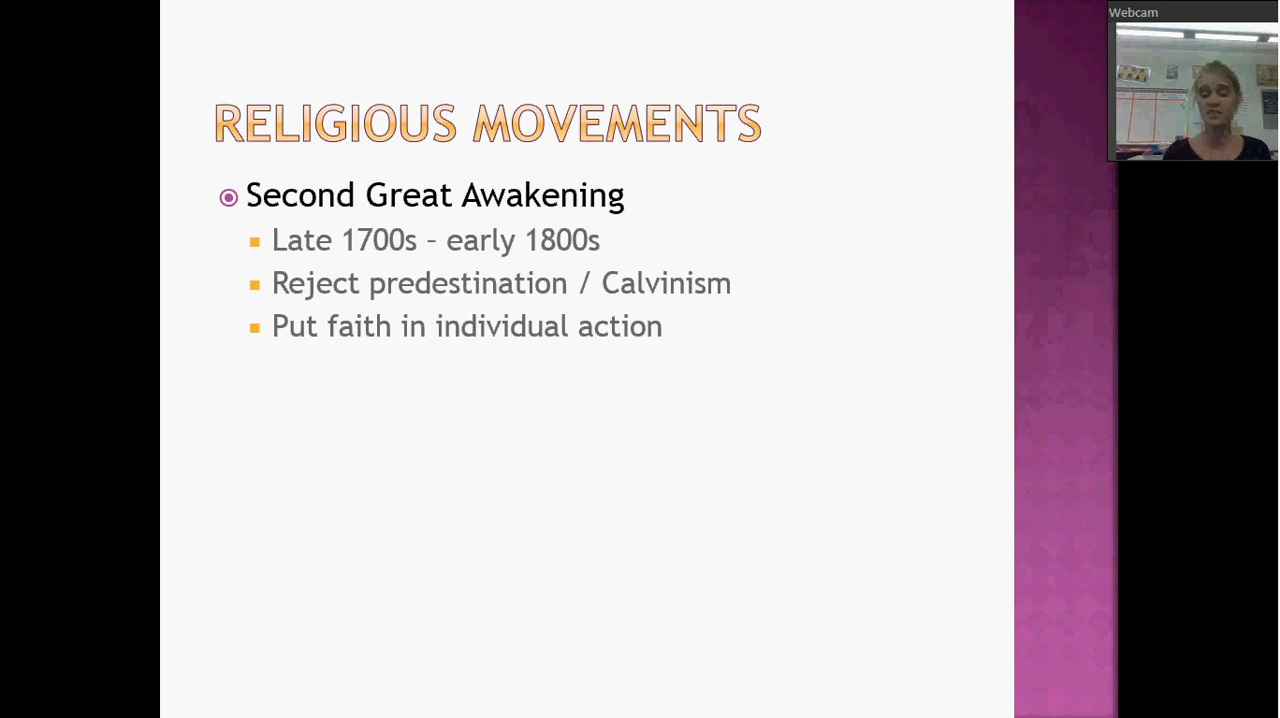 Webcam
RELIGIOUS MOVEMENTS
Second Great Awakening
Late 1700s – early 1800s
Reject predestination / Calvinism
Put faith in individual action